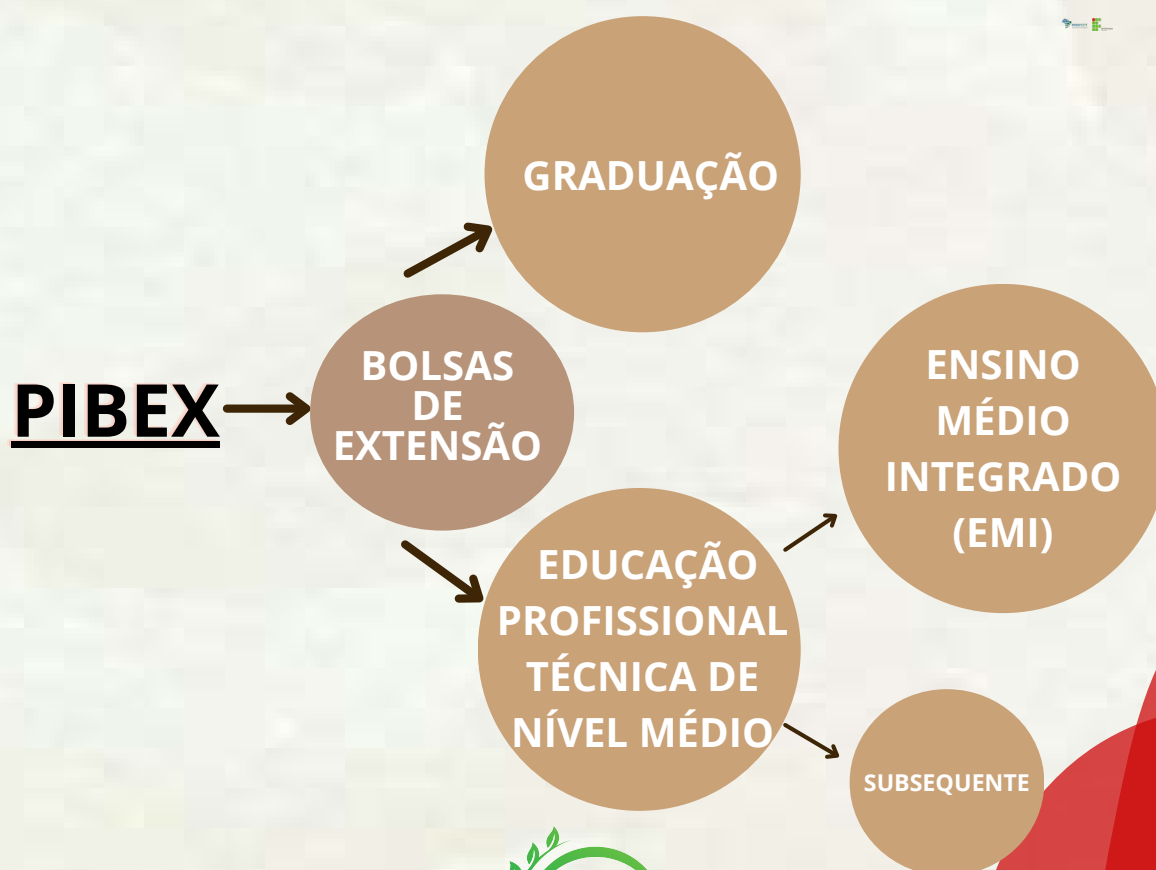 GRADUAÇÃO
PIBEX
BOLSAS
DE
EXTENSÃO
ENSINO
MÉDIO
INTEGRADO
(EMI)
EDUCAÇÃO
PROFISSIONAL
TÉCNICA DE
NÍVEL MÉDIO
SUBSEQUENTE